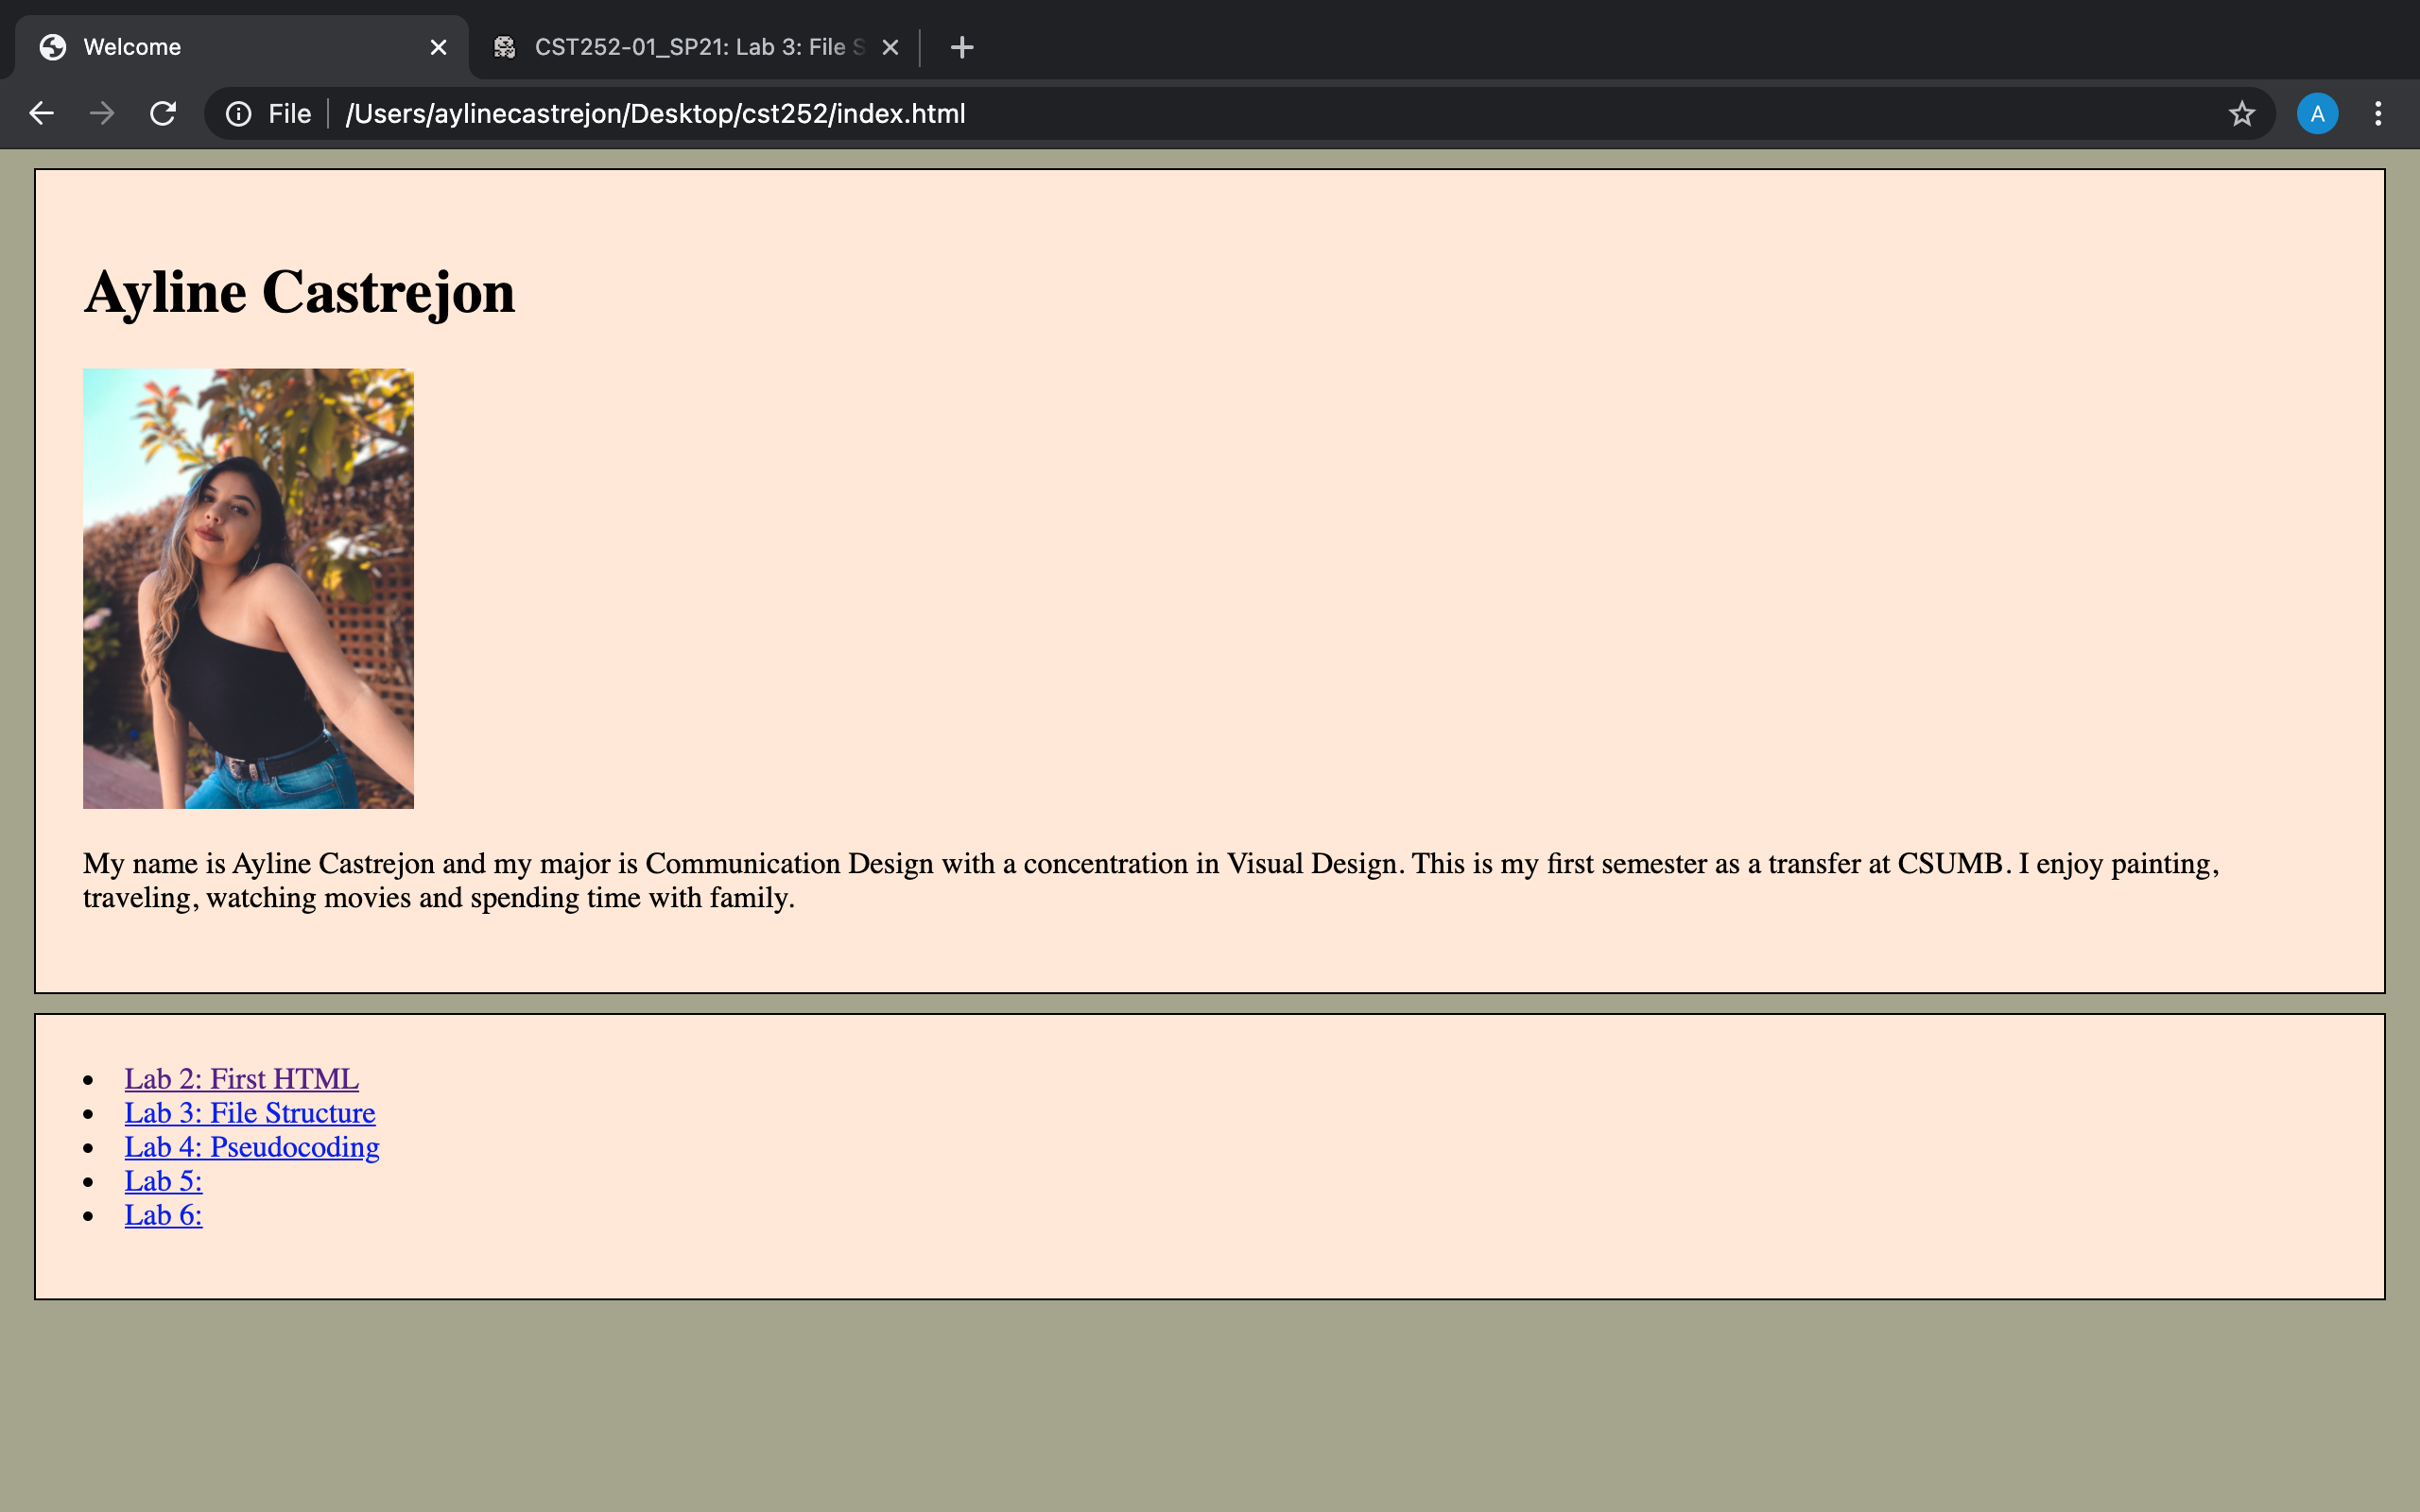 Welcome
CST252-01_SP21: Lab 3: File S
File
/Users/aylinecastrejon/Desktop/cst252/index.html
A
Ayline Castrejon
My name is Ayline Castrejon and my major is Communication Design with a concentration in Visual Design. This is my first semester as a transfer at CSUMB. I enjoy painting,
traveling, watching movies and spending time with family.
Lab 2: First HTML
Lab 3: File Structure
Lab 4: Pseudocoding
Lab 5:
Lab 6: